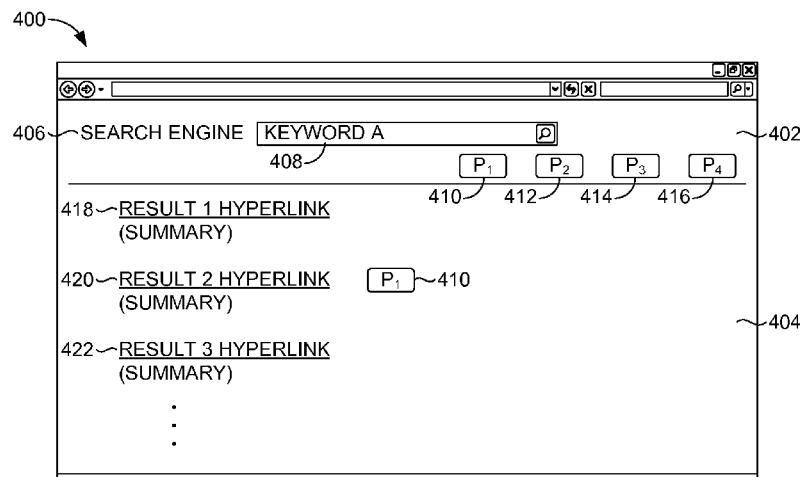 400
406 SEARCH ENGINE KEYWORD A 402
408
P₁ P₂ P₃ P₄
410 412 414 416
418 RESULT 1 HYPERLINK
(SUMMARY)
420 RESULT 2 HYPERLINK P₁ 410
(SUMMARY)
404
422 RESULT 3 HYPERLINK
(SUMMARY)